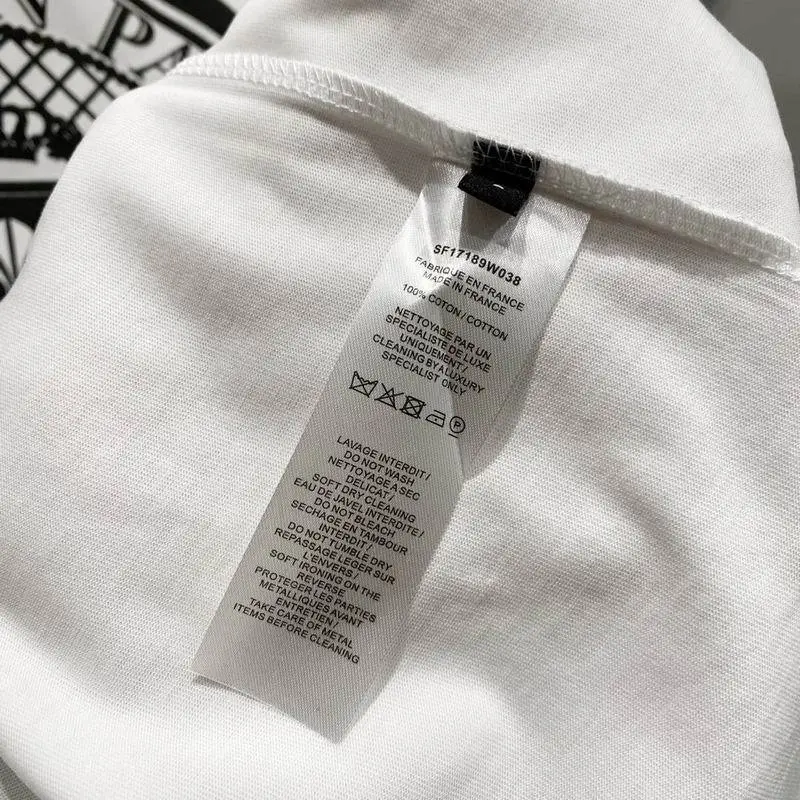 N PA
SF17189W038
FABRIQUE EN FRANCE
MADE IN FRANCE
100% COTON / COTTON
NETTOYAGE PAR UN
SPECIALISTE DE LUXE
UNIQUEMENT /
CLEANING BY A LUXURY
SPECIALIST ONLY
P
LAVAGE INTERDIT /
DO NOT WASH
NETTOYAGE A SEC
DELICAT /
SOFT DRY CLEANING
EAU DE JAVEL INTERDITE /
DO NOT BLEACH
SECHAGE EN TAMBOUR
INTERDIT /
DO NOT TUMBLE DRY
REPASSAGE LEGER SUR
L'ENVERS /
SOFT IRONING ON THE
REVERSE
PROTEGER LES PARTIES
METALLIQUES AVANT
ENTRETIEN /
TAKE CARE OF METAL
ITEMS BEFORE CLEANING